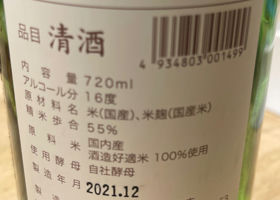 品目 清酒
4934803001499
内容量 720ml
アルコール分 16度
原材料名 米(国産)、米麹(国産米)
精米歩合 55%
原料米 国内産
酒造好適米 100%使用
使用酵母 自社酵母
製造年月 2021.12